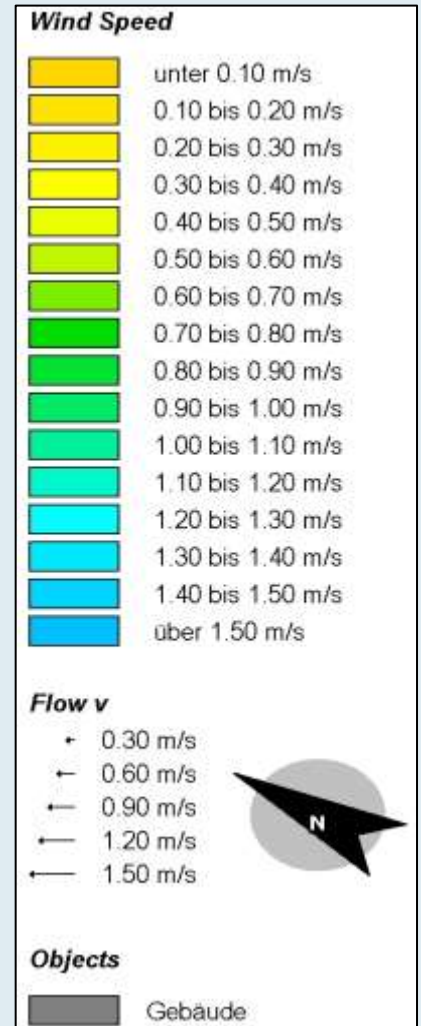 Wind Speed
unter 0.10 m/s
0.10 bis 0.20 m/s
0.20 bis 0.30 m/s
0.30 bis 0.40 m/s
0.40 bis 0.50 m/s
0.50 bis 0.60 m/s
0.60 bis 0.70 m/s
0.70 bis 0.80 m/s
0.80 bis 0.90 m/s
0.90 bis 1.00 m/s
1.00 bis 1.10 m/s
1.10 bis 1.20 m/s
1.20 bis 1.30 m/s
1.30 bis 1.40 m/s
1.40 bis 1.50 m/s
über 1.50 m/s
Flow v
0.30 m/s
0.60 m/s
0.90 m/s
1.20 m/s
1.50 m/s
N
Objects
Gebäude